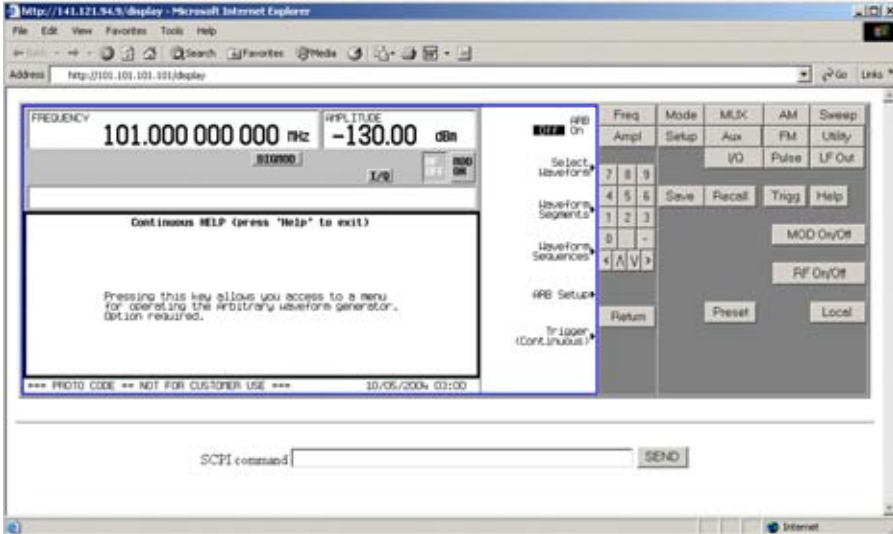 http://141.121.94.9/display - Microsoft Internet Explorer
File Edit View Favorites Tools Help
Search Favorites Media
Address http://101.101.101.101/display Go Links
FREQUENCY AMPLITUDE
101.000 000 000 MHz -130.00 dBm
DIGMOD
I/Q
MOD
ON
Continuous HELP (press "Help" to exit)
Pressing this key allows you access to a menu
for operating the Arbitrary waveform generator.
Option required.
*** PROTO CODE ** NOT FOR CUSTOMER USE *** 10/05/2004 03:00
ARB
OFF On
Select
Waveform
Waveform
Segments
Waveform
Sequences
ARB Setup
Trigger
(Continuous)
Freq Mode MUX AM Sweep
Ampl Setup Aux FM Utility
I/O Pulse LF Out
7 8 9
4 5 6 Save Recall Trigg Help
1 2 3
0 . -
MOD On/Off
< Λ V >
RF On/Off
Return Preset Local
SCPI command SEND
Internet